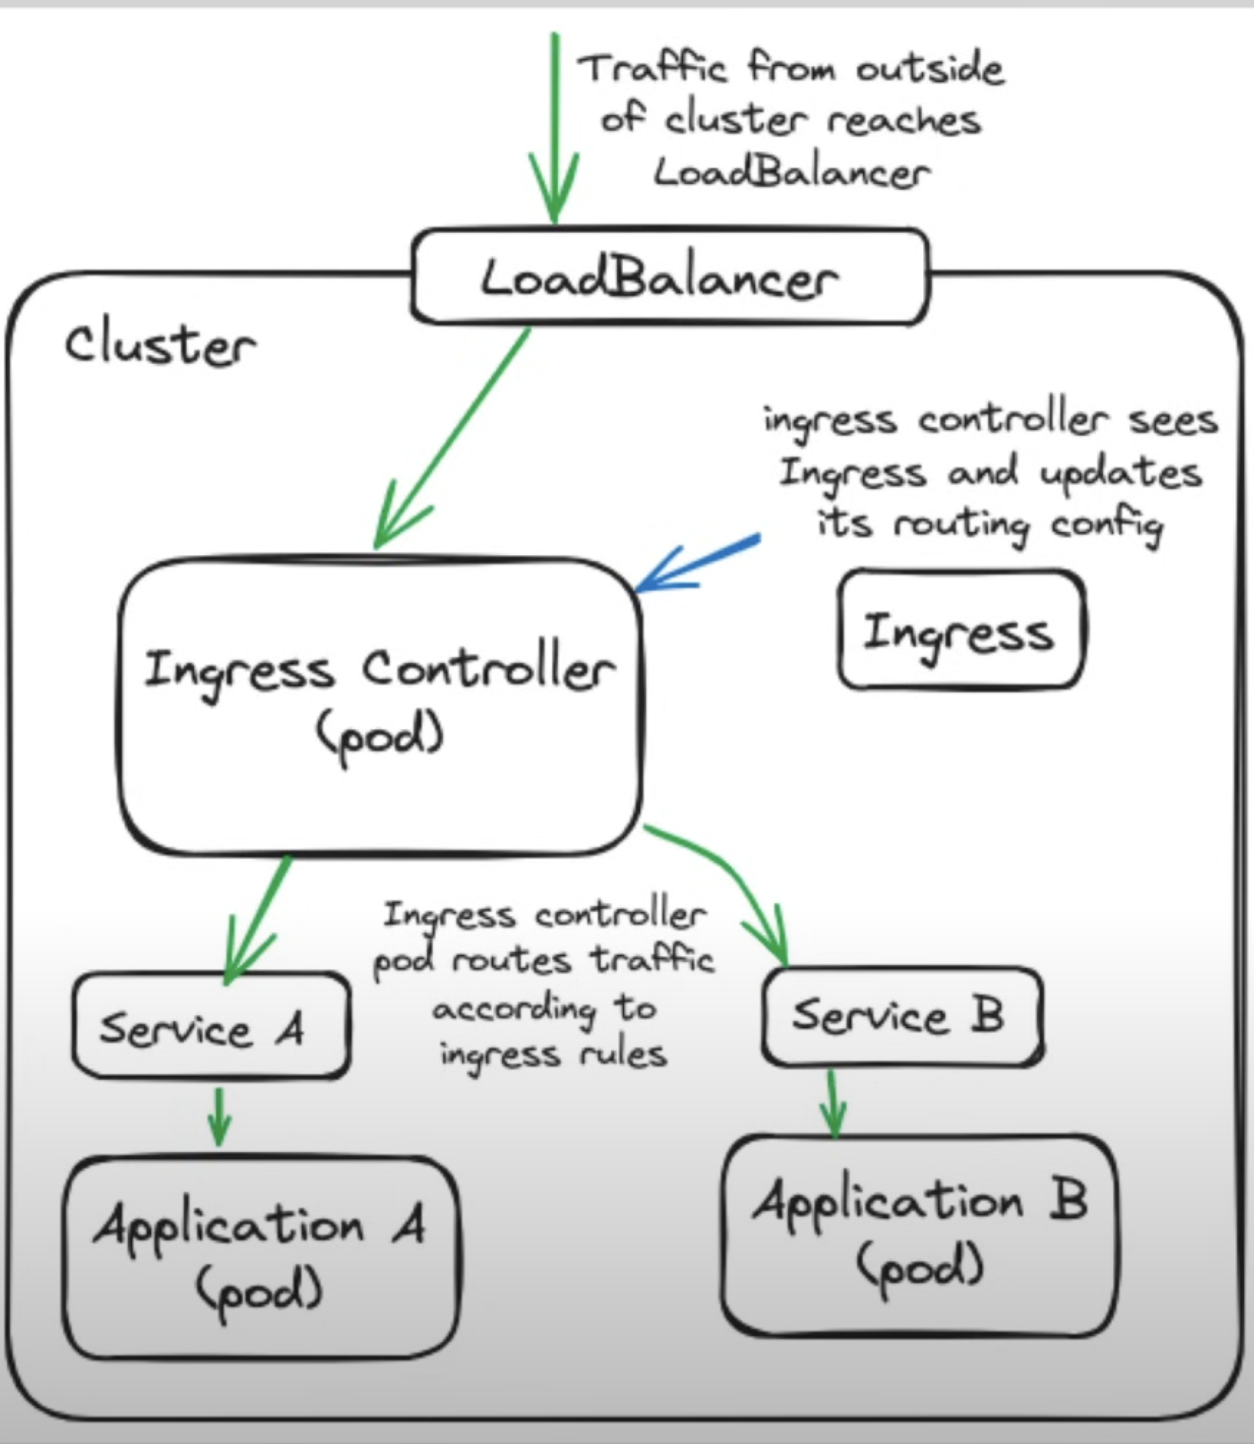 Traffic from outside
of cluster reaches
LoadBalancer
LoadBalancer
Cluster
ingress controller sees
Ingress and updates
its routing config
Ingress
Ingress Controller
(pod)
Ingress controller
pod routes traffic
according to
ingress rules
Service A
Service B
Application A
(pod)
Application B
(pod)